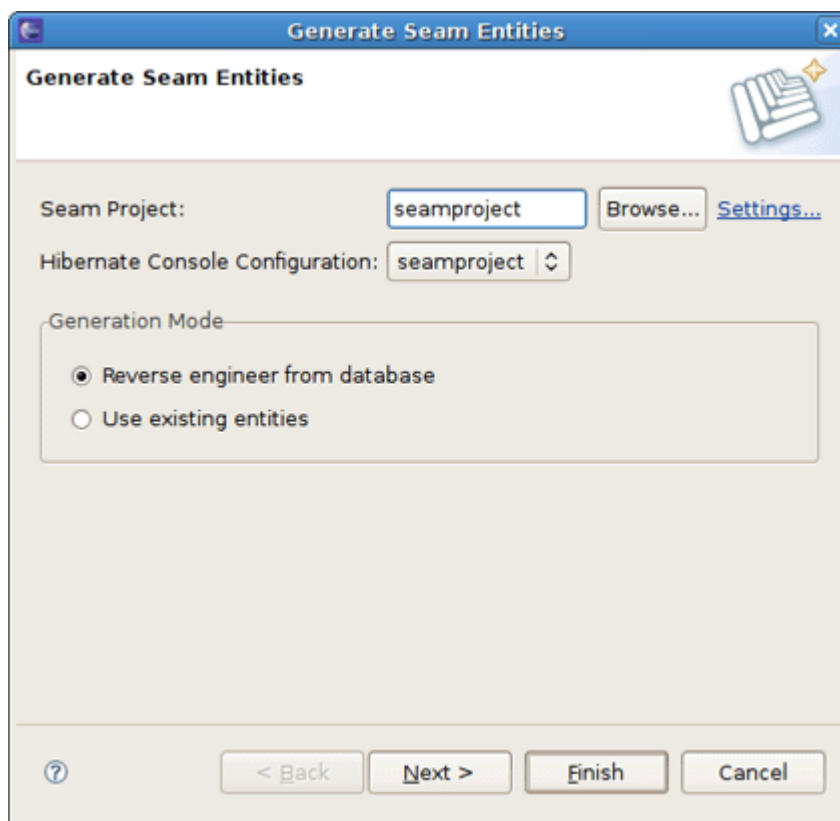 Generate Seam Entities
Generate Seam Entities
Seam Project: seamproject Browse... Settings...
Hibernate Console Configuration: seamproject
Generation Mode
Reverse engineer from database
Use existing entities
? < Back Next > Finish Cancel